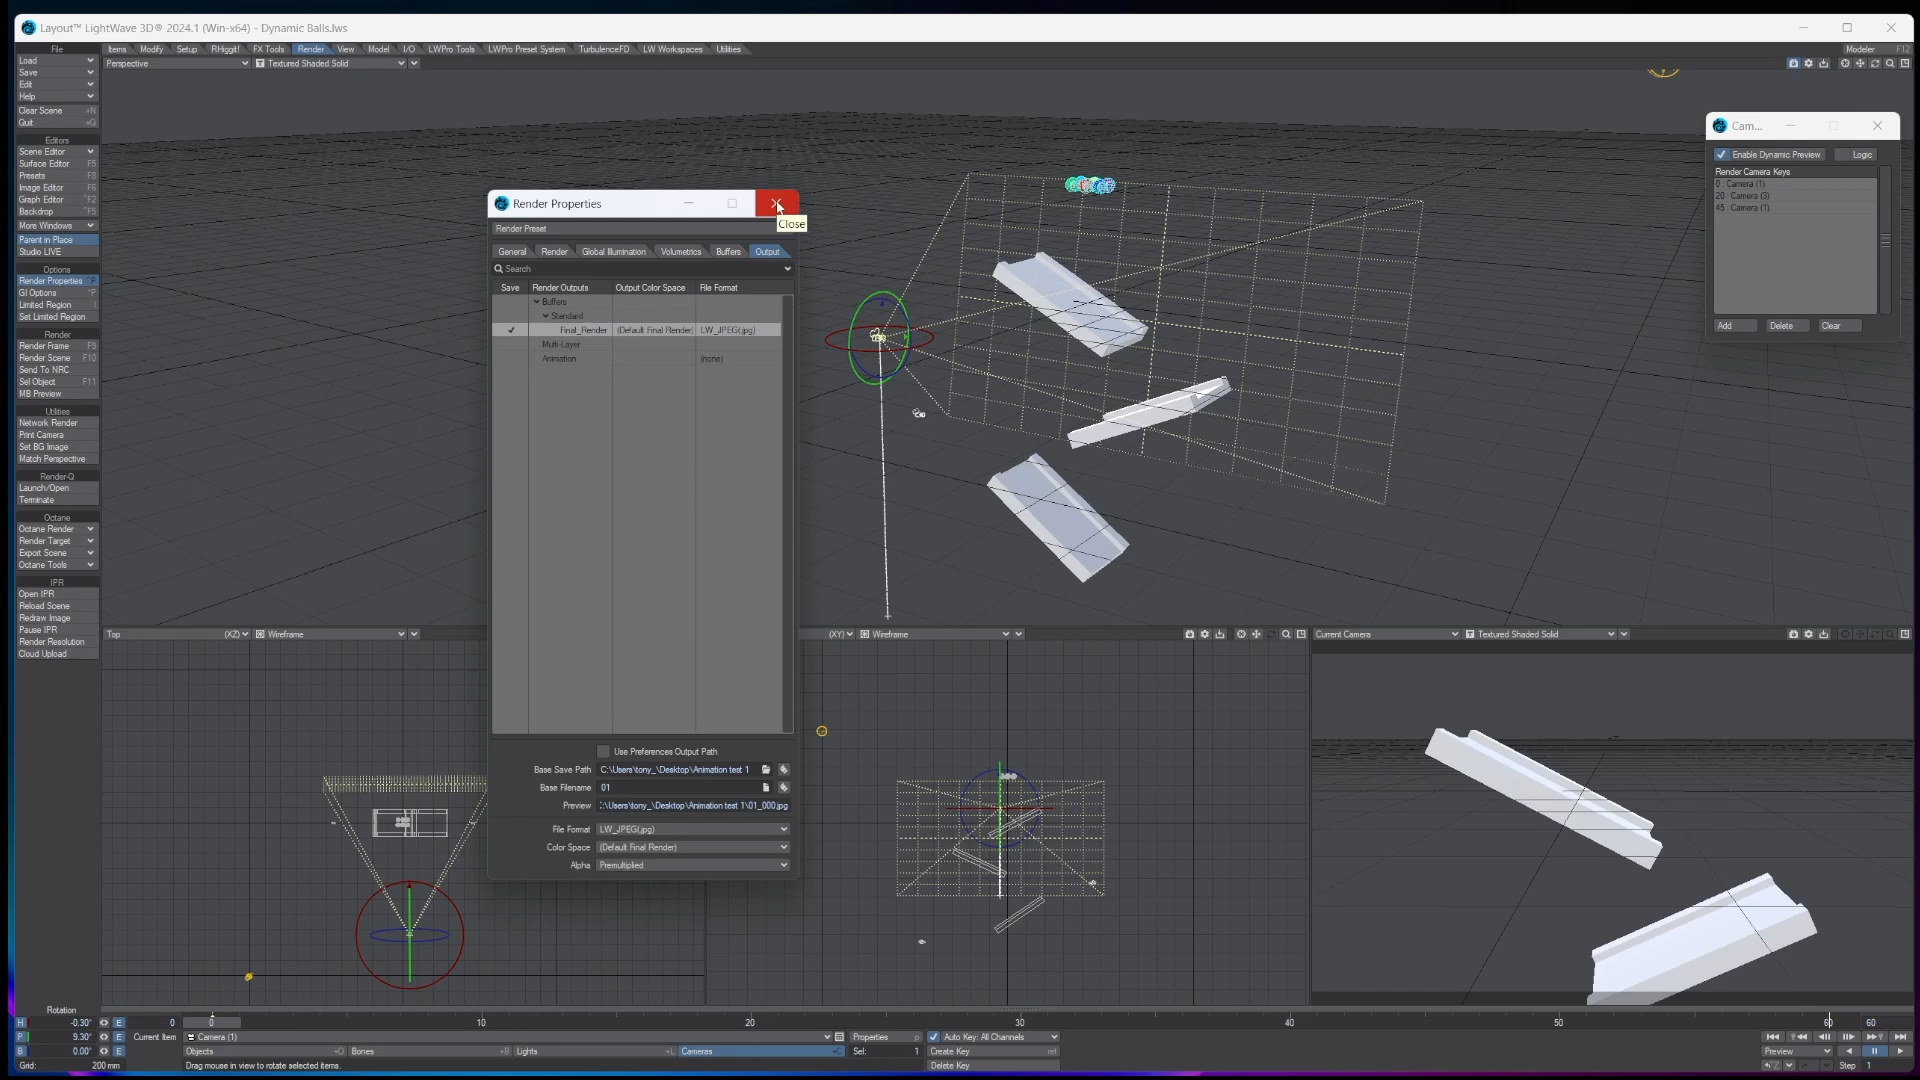 Layout™ LightWave 3D® 2024.1 (Win-x64) - Dynamic Balls.lws
File
Items Modify Setup RHiggit! FX Tools Render View Model I/O LWPro Tools LWPro Preset System TurbulenceFD LW Workspaces Utilities
Modeler F12
Load
Save
Edit
Help
Clear Scene +N
Quit +Q
Perspective Textured Shaded Solid
Editors
Scene Editor
Surface Editor F5
Presets F8
Image Editor F6
Graph Editor ^F2
Backdrop ^F5
More Windows
Parent in Place
Studio LIVE
Options
Render Properties ^P
GI Options ^P
Limited Region l
Set Limited Region
Render
Render Frame F9
Render Scene F10
Send To NRC
Sel Object F11
MB Preview
Utilities
Network Render
Print Camera
Set BG Image
Match Perspective
Render-Q
Launch/Open
Terminate
Octane
Octane Render
Render Target
Export Scene
Octane Tools
IPR
Open IPR
Reload Scene
Redraw Image
Pause IPR
Render Resolution
Cloud Upload
Render Properties
Close
Render Preset
General Render Global Illumination Volumetrics Buffers Output
Search
Save Render Outputs Output Color Space File Format
Buffers
Standard
Final_Render (Default Final Render) LW_JPEG(.jpg)
Multi-Layer
Animation (none)
Use Preferences Output Path
Base Save Path C:\Users\tony_\Desktop\Animation test 1
Base Filename 01
Preview :\Users\tony_\Desktop\Animation test 1\01_000.jpg
File Format LW_JPEG(.jpg)
Color Space (Default Final Render)
Alpha Premultiplied
Cam...
Enable Dynamic Preview Logic
Render Camera Keys
0 : Camera (1)
20 : Camera (3)
45 : Camera (1)
Add Delete Clear
Top (XZ) Wireframe
(XY) Wireframe
Current Camera Textured Shaded Solid
Rotation
H -0.30° E 0
P 9.30° E
B 0.00° E
Grid: 200 mm
0 10 20 30 40 50 60 60
Current Item Camera (1) Properties p Auto Key: All Channels
Objects +O Bones +B Lights +L Cameras +C Sel: 1 Create Key ret
Drag mouse in view to rotate selected items.
Delete Key
Preview
Step 1